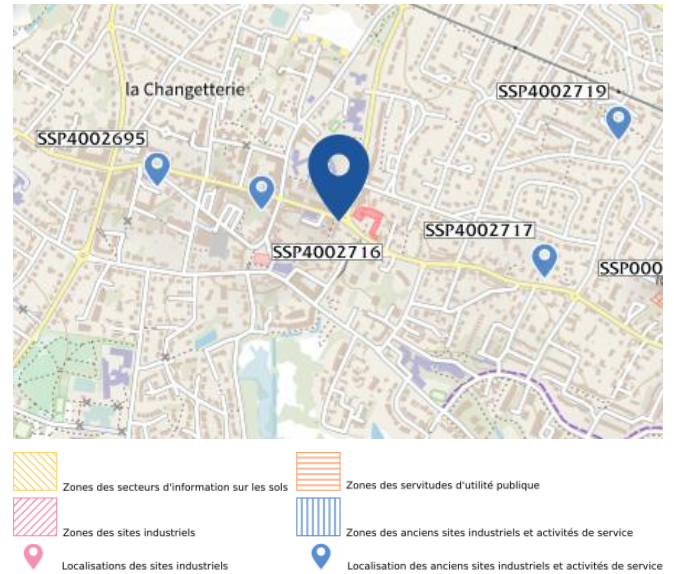 la Changetterie
SSP4002719
SSP4002695
SSP4002717
SSP4002716
SSP000
Zones des secteurs d'information sur les sols
Zones des servitudes d'utilité publique
Zones des sites industriels
Zones des anciens sites industriels et activités de service
Localisations des sites industriels
Localisation des anciens sites industriels et activités de service